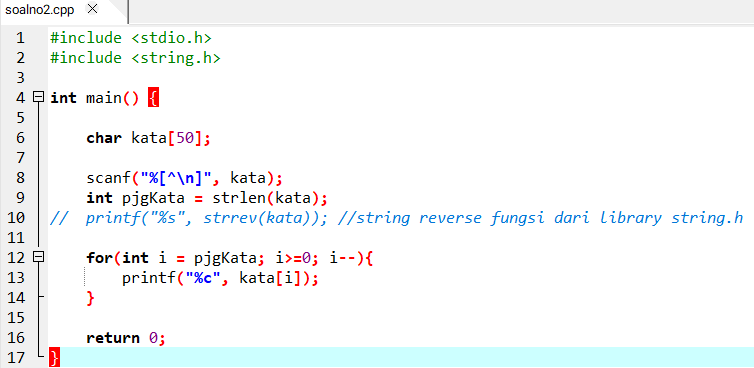 soalno2.cpp
1 #include <stdio.h>
2 #include <string.h>
3
4 int main() {
5
6 char kata[50];
7
8 scanf("%[^\n]", kata);
9 int pjgKata = strlen(kata);
10 // printf("%s", strrev(kata)); //string reverse fungsi dari library string.h
11
12 for(int i = pjgKata; i>=0; i--){
13 printf("%c", kata[i]);
14 }
15
16 return 0;
17 }